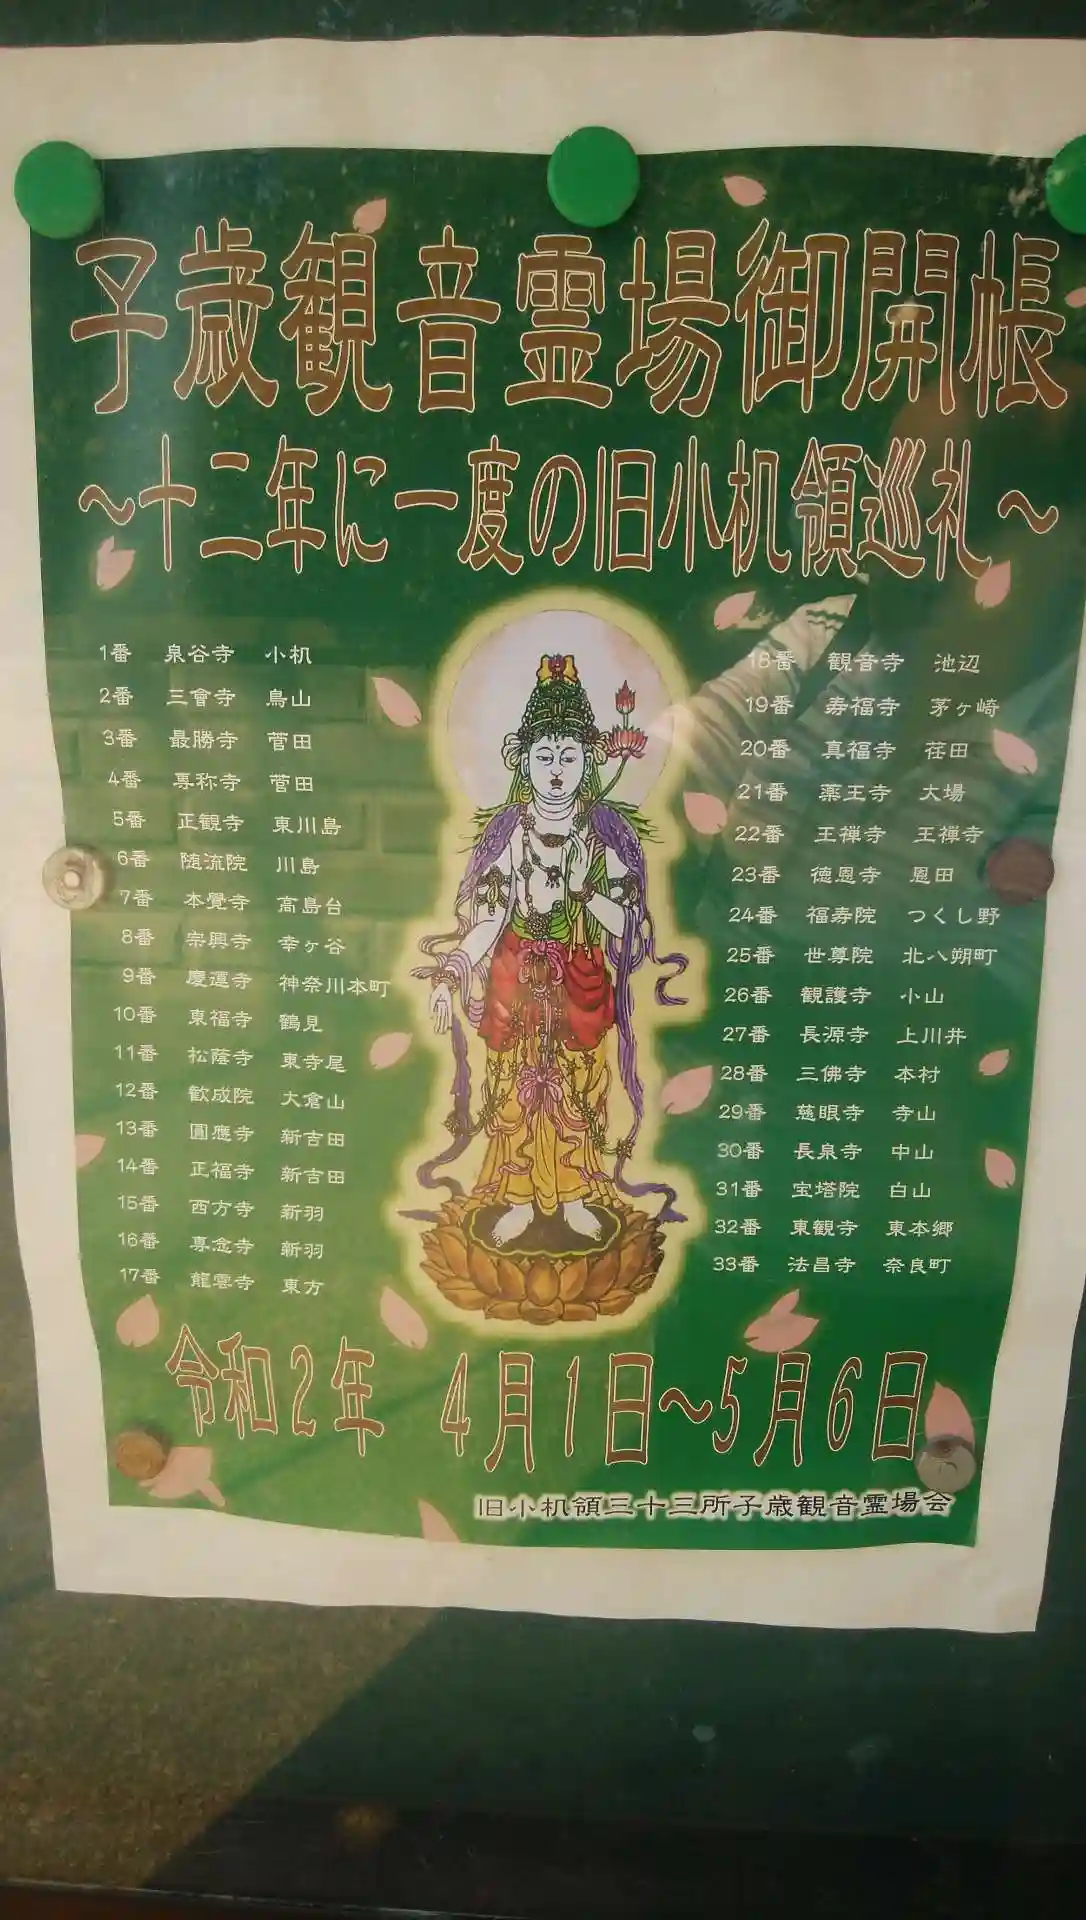 子歳観音霊場御開帳
～十二年に一度の旧小机領巡礼～
1番 泉谷寺 小机
2番 三會寺 鳥山
3番 最勝寺 菅田
4番 専称寺 菅田
5番 正観寺 東川島
6番 随流院 川島
7番 本覺寺 高島台
8番 宗興寺 幸ヶ谷
9番 慶運寺 神奈川本町
10番 東福寺 鶴見
11番 松蔭寺 東寺尾
12番 歓成院 大倉山
13番 圓應寺 新吉田
14番 正福寺 新吉田
15番 西方寺 新羽
16番 専念寺 新羽
17番 龍雲寺 東方
18番 観音寺 池辺
19番 寿福寺 茅ヶ崎
20番 真福寺 荏田
21番 薬王寺 大場
22番 王禅寺 王禅寺
23番 徳恩寺 恩田
24番 福寿院 つくし野
25番 世尊院 北八朔町
26番 観護寺 小山
27番 長源寺 上川井
28番 三佛寺 本村
29番 慈眼寺 寺山
30番 長泉寺 中山
31番 宝塔院 白山
32番 東観寺 東本郷
33番 法昌寺 奈良町
令和2年 4月1日～5月6日
旧小机領三十三所子歳観音霊場会